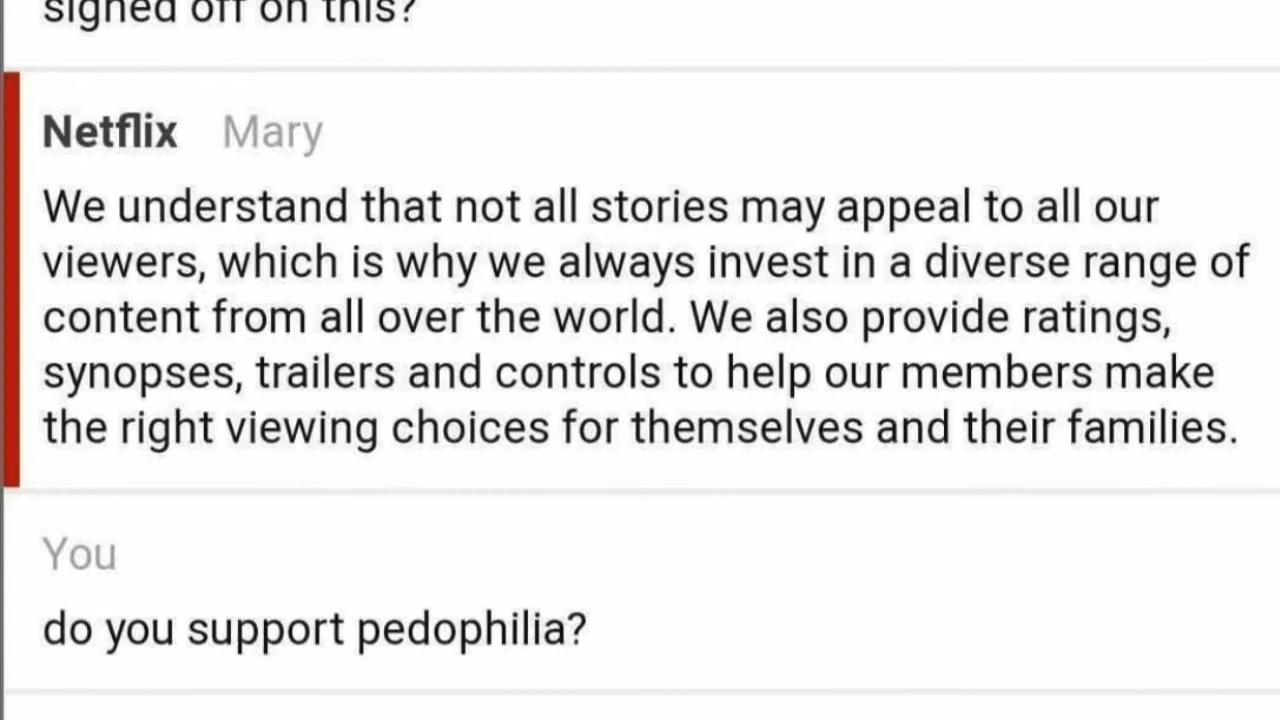 signed off on this?
Netflix Mary
We understand that not all stories may appeal to all our
viewers, which is why we always invest in a diverse range of
content from all over the world. We also provide ratings,
synopses, trailers and controls to help our members make
the right viewing choices for themselves and their families.
You
do you support pedophilia?